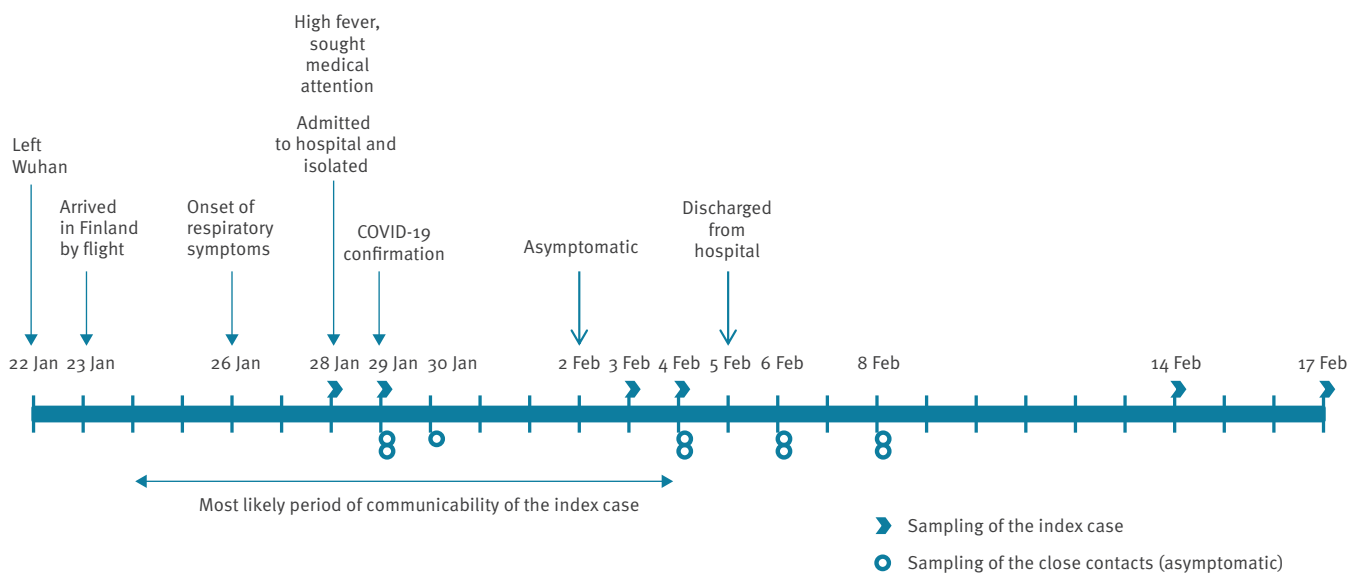 High fever,
sought
medical
attention
Admitted
to hospital and
isolated
Left
Wuhan
Arrived
in Finland
by flight
Onset of
respiratory
symptoms
COVID-19
confirmation
Asymptomatic
Discharged
from
hospital
22 Jan 23 Jan 26 Jan 28 Jan 29 Jan 30 Jan 2 Feb 3 Feb 4 Feb 5 Feb 6 Feb 8 Feb 14 Feb 17 Feb
Most likely period of communicability of the index case
Sampling of the index case
Sampling of the close contacts (asymptomatic)